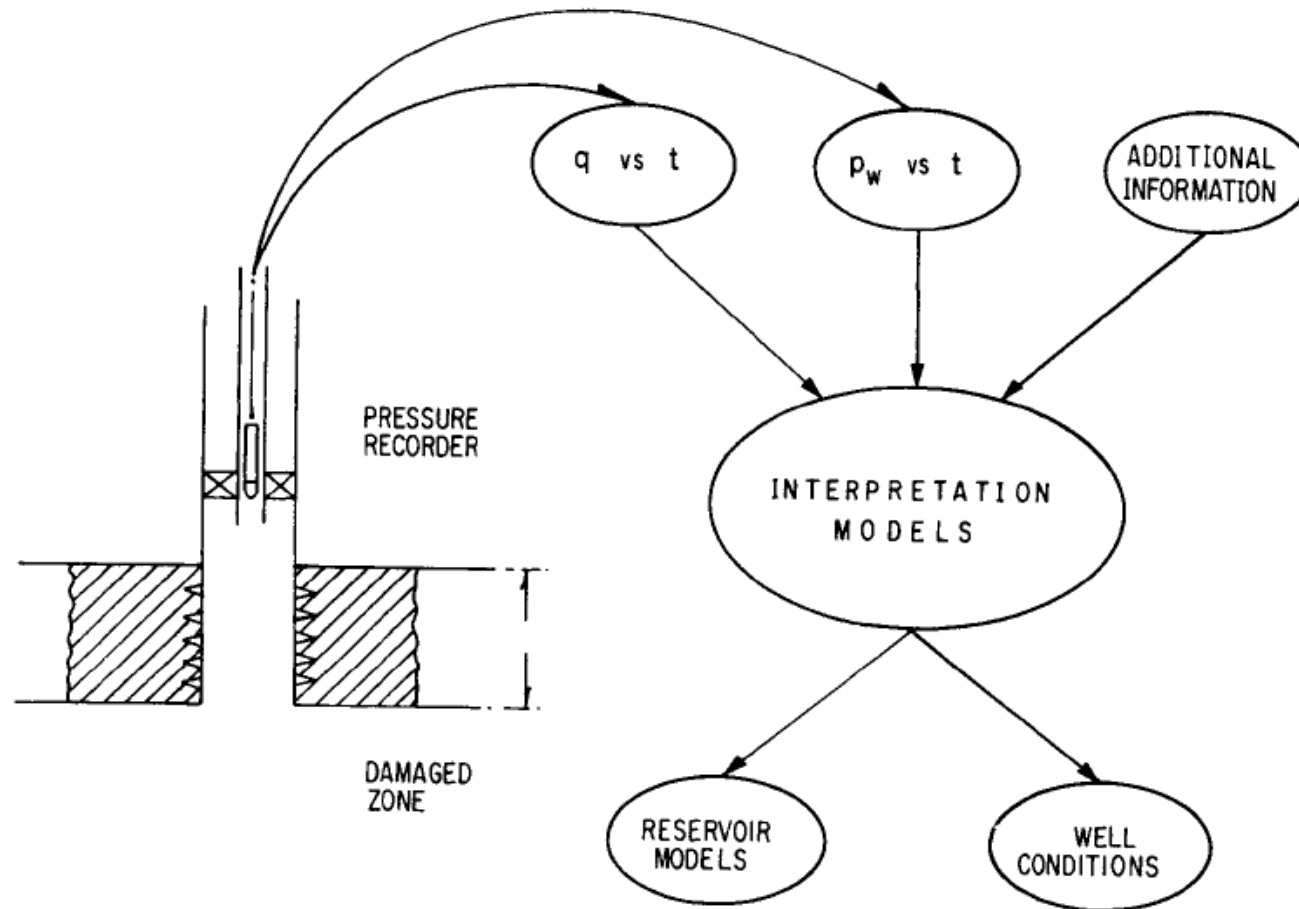 q vs t
p_w vs t
ADDITIONAL
INFORMATION
PRESSURE
RECORDER
INTERPRETATION
MODELS
DAMAGED
ZONE
RESERVOIR
MODELS
WELL
CONDITIONS